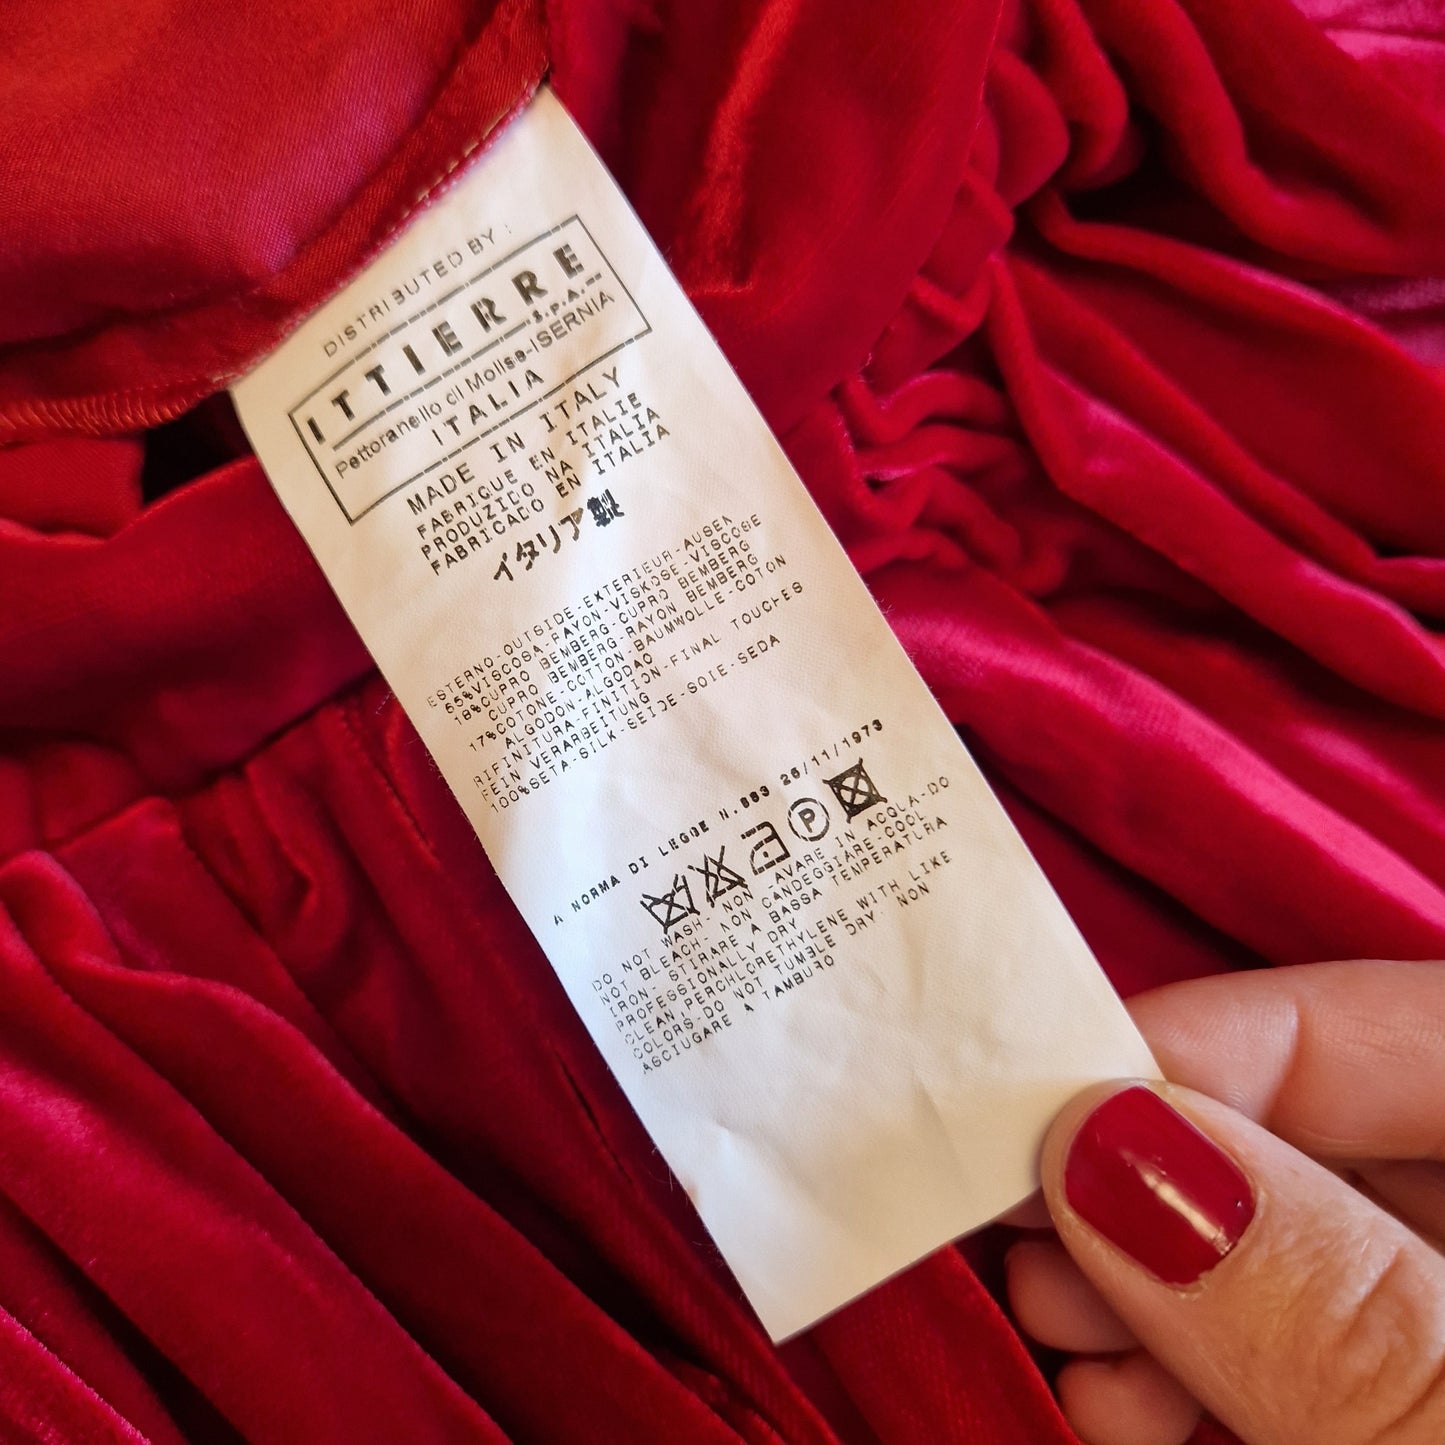 DISTRIBUTED BY :
ITTIERRE
S.P.A.
Pettoranello di Molise-ISERNIA
ITALIA
MADE IN ITALY
FABRIQUE EN ITALIE
PRODUZIDO NA ITALIA
FABRICADO EN ITALIA
イタリア製
ESTERNO-OUTSIDE-EXTERIEUR-AUSEN
65%VISCOSA-RAYON-VISKOSE-VISCOSE
18%CUPRO BEMBERG-CUPRO BEMBERG
CUPRO BEMBERG-RAYON BEMBERG
17%COTONE-COTTON-BAUMWOLLE-COTON
ALGODON-ALGODAO
RIFINITURA-FINITION-FINAL TOUCHES
FEIN VERARBEITUNG
100%SETA-SILK-SEIDE-SOIE-SEDA
A NORMA DI LEGGE N.883 26/11/1973
P
DO NOT WASH- NON LAVARE IN ACQUA-DO
NOT BLEACH- NON CANDEGGIARE-COOL
IRON- STIRARE A BASSA TEMPERATURA
PROFESSIONALLY DRY
CLEAN,PERCHLORETHYLENE WITH LIKE
COLORS-DO NOT TUMBLE DRY- NON
ASCIUGARE A TAMBURO